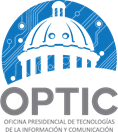 OPTIC
OFICINA PRESIDENCIAL DE TECNOLOGÍAS
DE LA INFORMACIÓN Y COMUNICACIÓN